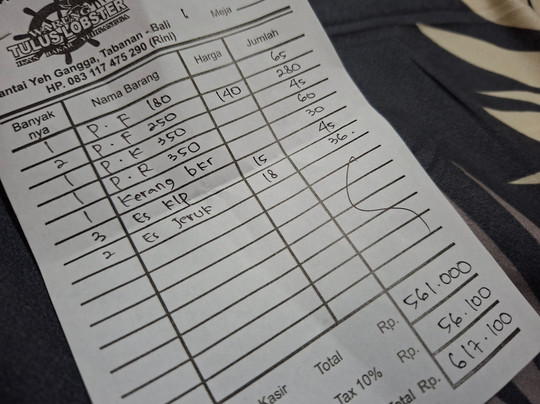 WARUNG
TULUS LOBSTER
antai Yeh Gangga, Tabanan - Bali
HP. 083 117 475 290 (Rini)
Meja
Banyak nya Nama Barang Harga Jumlah
1 P. F 180 65
2 P. F 250 140 280
1 P. K 350 45
1 P. R 350 60
1 Kerang bkr 30
3 Es Klp 15 45
2 Es Jeruk 18 36.
Total Rp. 561.000
Kasir Tax 10% Rp. 56.100
otal Rp. 617.100